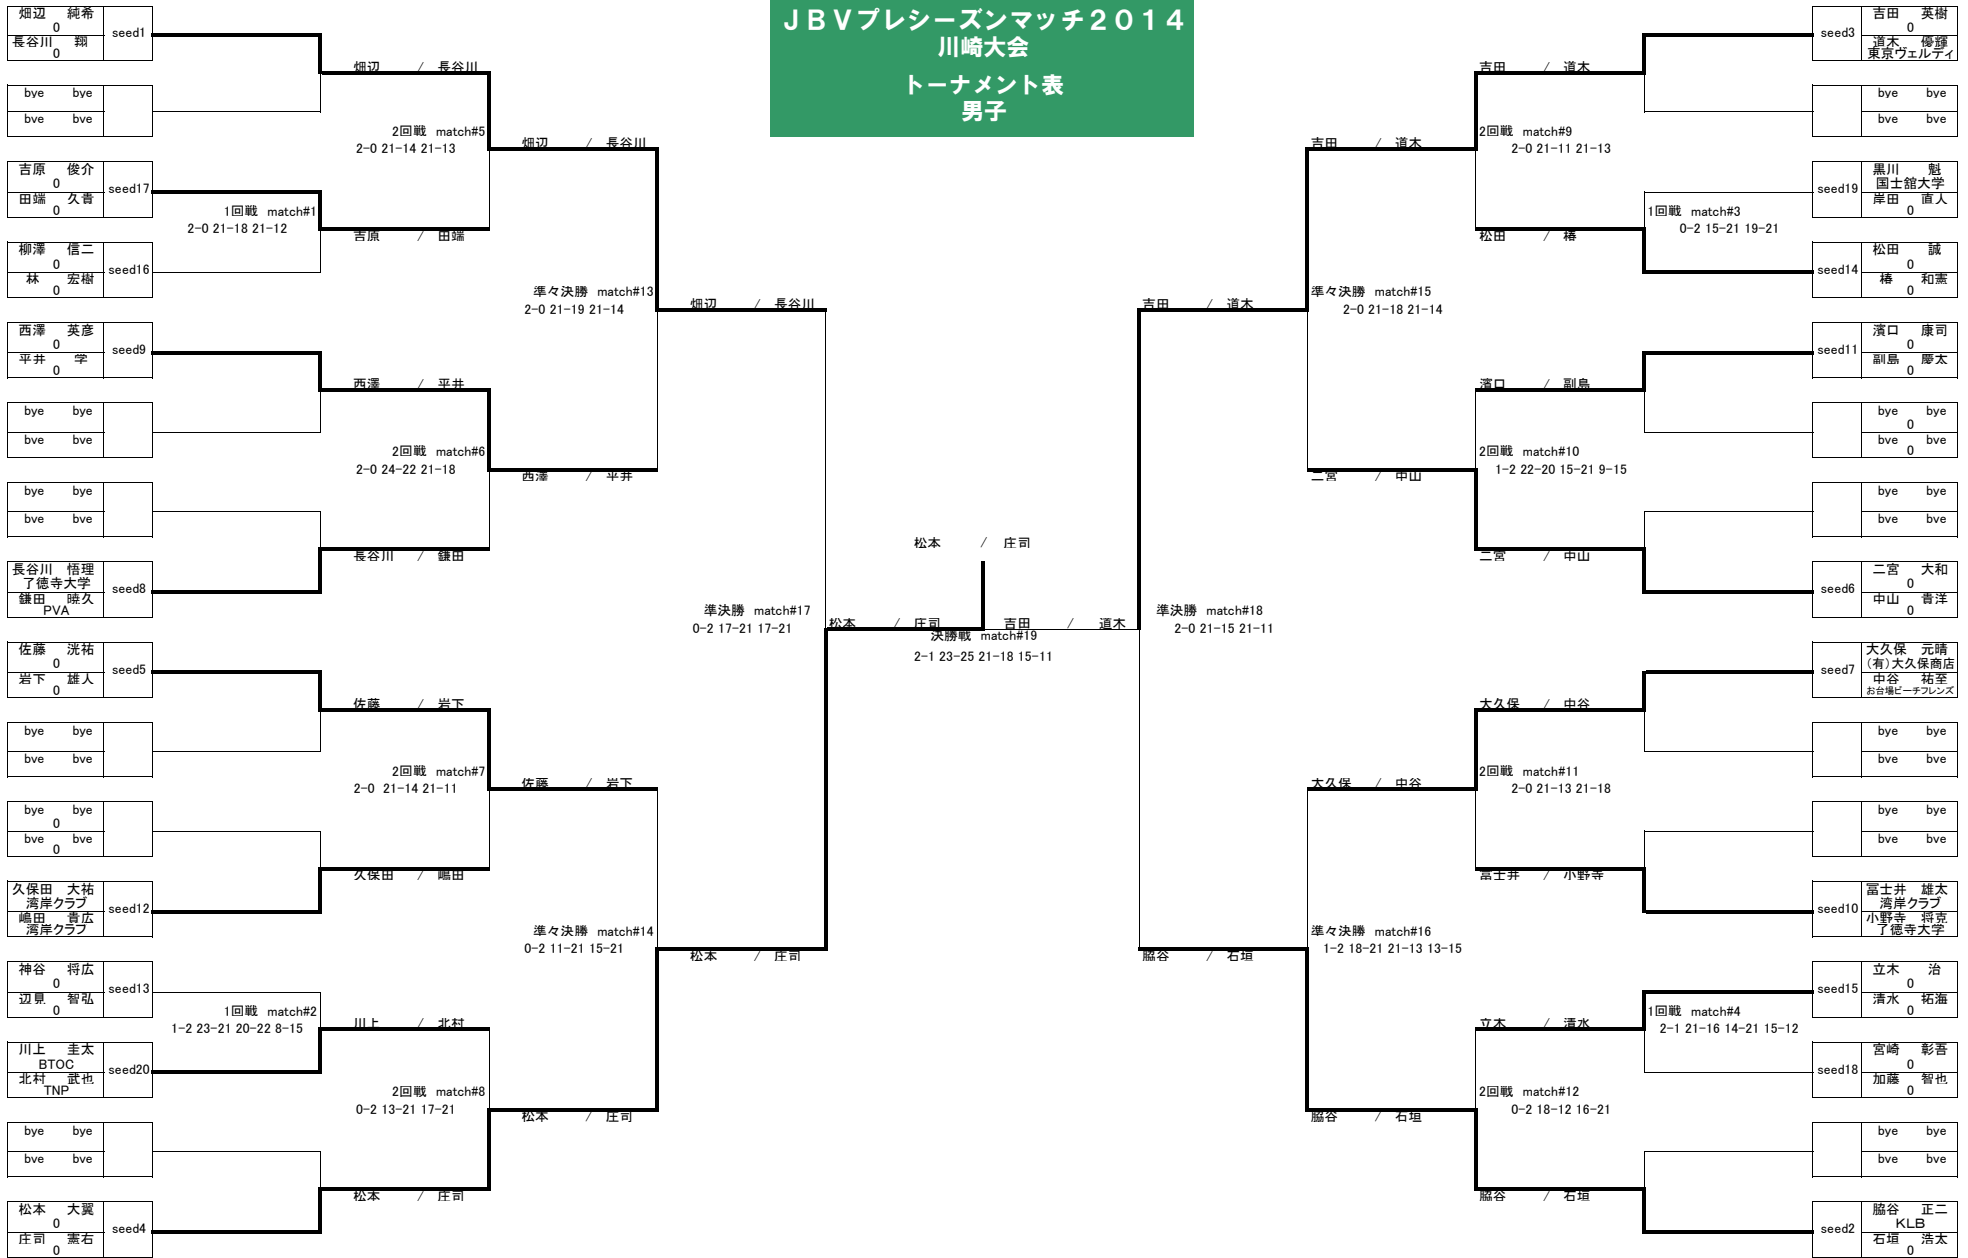 ＪＢＶプレシーズンマッチ２０１４
川崎大会
トーナメント表
男子
畑辺 純希
0
長谷川 翔
0
seed1
bye bye
bye bye
吉原 俊介
0
田端 久貴
0
seed17
柳澤 信二
0
林 宏樹
0
seed16
西澤 英彦
0
平井 学
0
seed9
bye bye
bye bye
bye bye
bye bye
長谷川 悟理
了徳寺大学
鎌田 暁久
PVA
seed8
佐藤 洸祐
0
岩下 雄人
0
seed5
bye bye
bye bye
bye bye
0
bye bye
0
久保田 大祐
湾岸クラブ
嶋田 貴広
湾岸クラブ
seed12
神谷 将広
0
辺見 智弘
0
seed13
川上 圭太
BTOC
北村 武也
TNP
seed20
bye bye
bye bye
松本 大翼
0
庄司 憲右
0
seed4
1回戦 match#1
2-0 21-18 21-12
1回戦 match#2
1-2 23-21 20-22 8-15
畑辺 / 長谷川
2回戦 match#5
2-0 21-14 21-13
吉原 / 田端
西澤 / 平井
2回戦 match#6
2-0 24-22 21-18
長谷川 / 鎌田
佐藤 / 岩下
2回戦 match#7
2-0 21-14 21-11
久保田 / 嶋田
川上 / 北村
2回戦 match#8
0-2 13-21 17-21
松本 / 庄司
畑辺 / 長谷川
準々決勝 match#13
2-0 21-19 21-14
西澤 / 平井
佐藤 / 岩下
準々決勝 match#14
0-2 11-21 15-21
松本 / 庄司
畑辺 / 長谷川
準決勝 match#17
0-2 17-21 17-21
松本 / 庄司
松本 / 庄司
松本 / 庄司
吉田 / 道木
決勝戦 match#19
2-1 23-25 21-18 15-11
吉田 / 道木
準決勝 match#18
2-0 21-15 21-11
脇谷 / 石垣
吉田 / 道木
準々決勝 match#15
2-0 21-18 21-14
二宮 / 中山
大久保 / 中谷
準々決勝 match#16
1-2 18-21 21-13 13-15
脇谷 / 石垣
吉田 / 道木
2回戦 match#9
2-0 21-11 21-13
松田 / 椿
濱口 / 副島
2回戦 match#10
1-2 22-20 15-21 9-15
二宮 / 中山
大久保 / 中谷
2回戦 match#11
2-0 21-13 21-18
冨士井 / 小野寺
立木 / 清水
2回戦 match#12
0-2 18-12 16-21
脇谷 / 石垣
1回戦 match#3
0-2 15-21 19-21
1回戦 match#4
2-1 21-16 14-21 15-12
seed3
吉田 英樹
0
道木 優輝
東京ヴェルディ
bye bye
bye bye
seed19
黒川 魁
国士舘大学
岸田 直人
0
seed14
松田 誠
0
椿 和憲
0
seed11
濱口 康司
0
副島 慶太
0
bye bye
0
bye bye
0
bye bye
bye bye
seed6
二宮 大和
0
中山 貴洋
0
seed7
大久保 元晴
(有)大久保商店
中谷 祐至
お台場ビーチフレンズ
bye bye
bye bye
bye bye
bye bye
seed10
冨士井 雄太
湾岸クラブ
小野寺 将克
了徳寺大学
seed15
立木 治
0
清水 拓海
0
seed18
宮崎 彰吾
0
加藤 智也
0
bye bye
bye bye
seed2
脇谷 正二
KLB
石垣 浩太
0